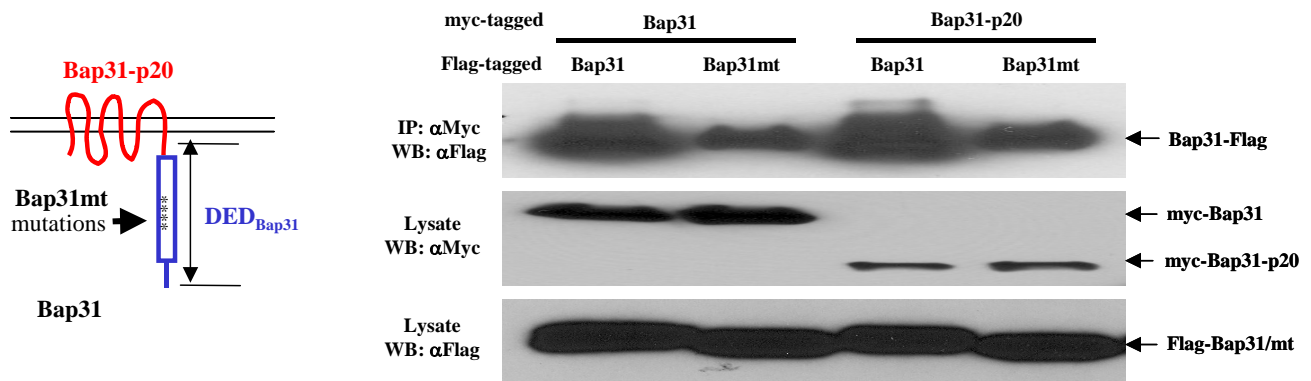 Bap31-p20
Bap31mt
mutations
****
DED_Bap31
Bap31
myc-tagged
Bap31
Bap31-p20
Flag-tagged
Bap31
Bap31mt
Bap31
Bap31mt
IP: αMyc
WB: αFlag
Bap31-Flag
Lysate
WB: αMyc
myc-Bap31
myc-Bap31-p20
Lysate
WB: αFlag
Flag-Bap31/mt